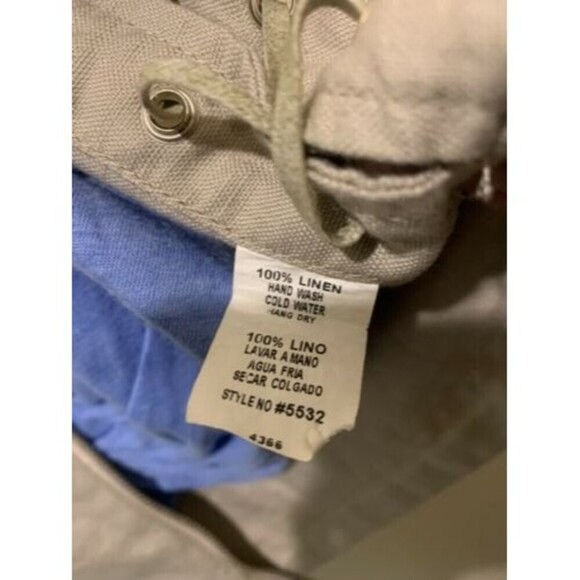 100% LINEN
HAND WASH
COLD WATER
HANG DRY
100% LINO
LAVAR A MANO
AGUA FRIA
SECAR COLGADO
STYLE NO #5532
4366